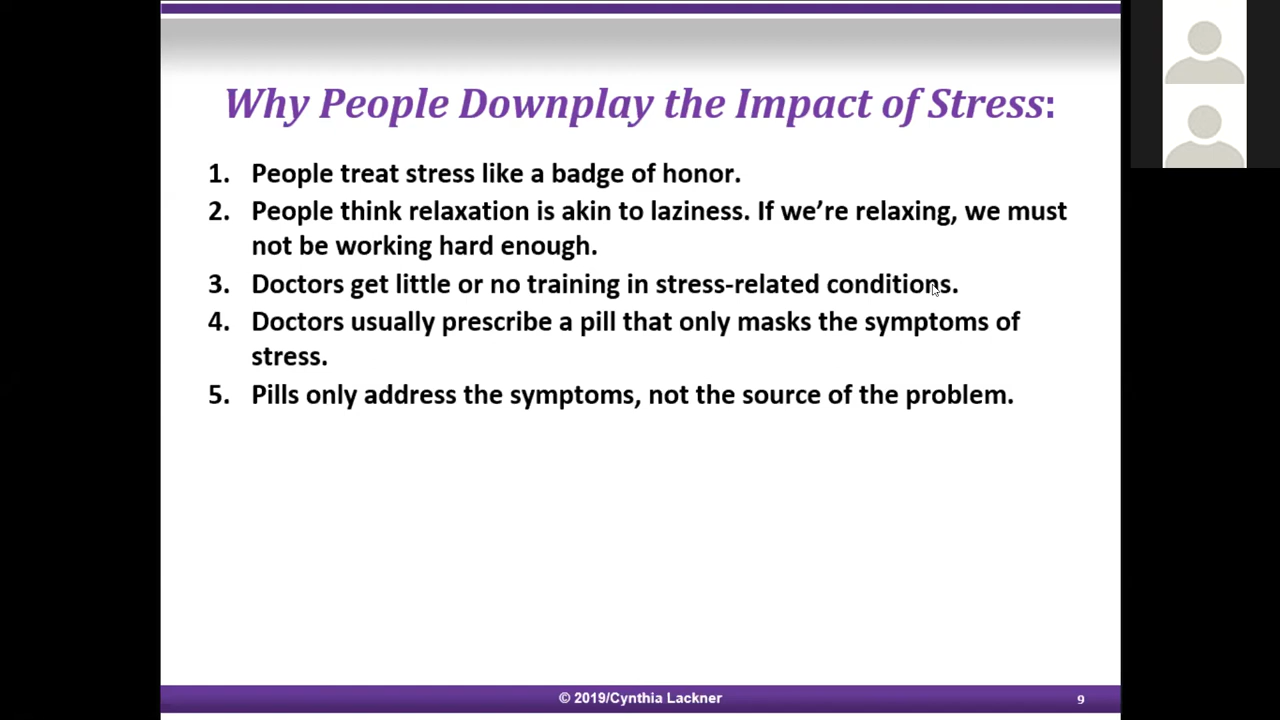 Why People Downplay the Impact of Stress:
1. People treat stress like a badge of honor.
2. People think relaxation is akin to laziness. If we’re relaxing, we must
not be working hard enough.
3. Doctors get little or no training in stress-related conditions.
4. Doctors usually prescribe a pill that only masks the symptoms of
stress.
5. Pills only address the symptoms, not the source of the problem.
© 2019/Cynthia Lackner
9